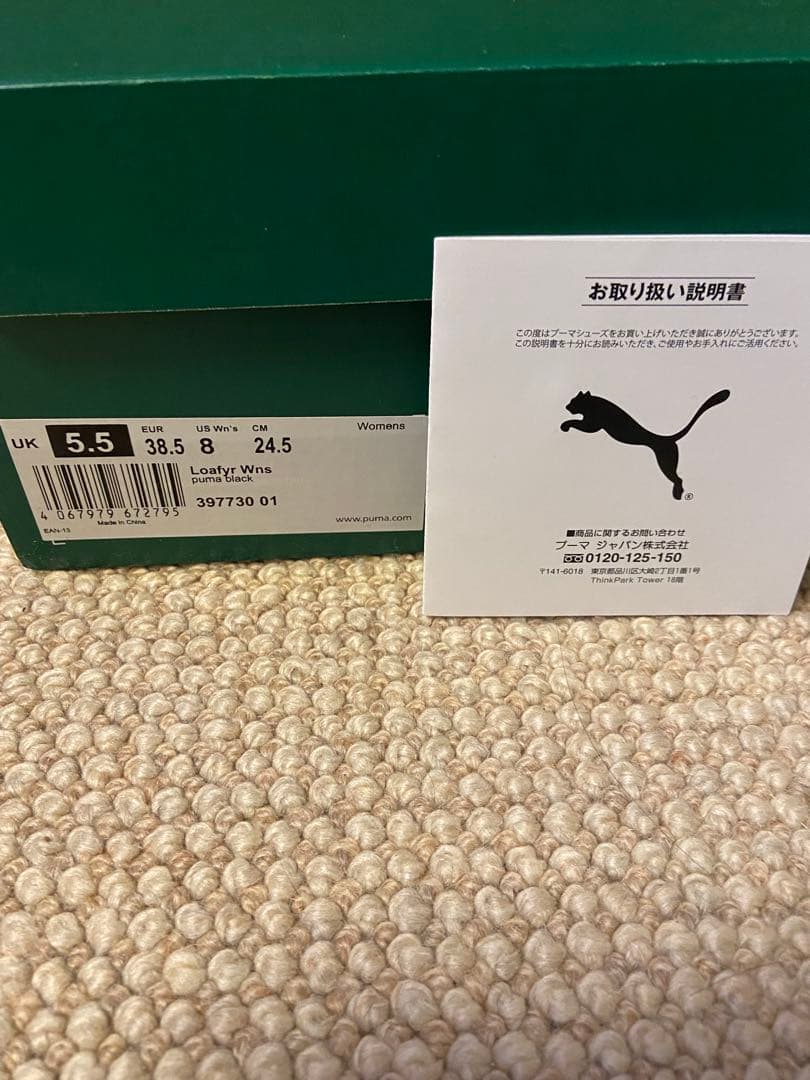 UK 5.5 EUR 38.5 US Wn's 8 CM 24.5 Womens
Loafyr Wns
puma black
397730 01
4 067979 672795
Made in China
EAN-13
www.puma.com
お取り扱い説明書
この度はプーマシューズをお買い上げいただき誠にありがとうございます。
この説明書を十分にお読みいただき、ご使用やお手入れにご活用ください。
®
■商品に関するお問い合わせ
プーマ ジャパン株式会社
0120-125-150
〒141-6018 東京都品川区大崎2丁目1番1号
ThinkPark Tower 18階